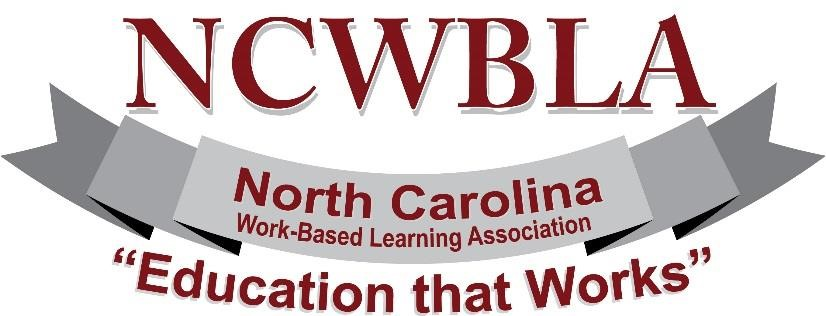 NCWBLA
North Carolina
Work-Based Learning Association
“Education that Works”